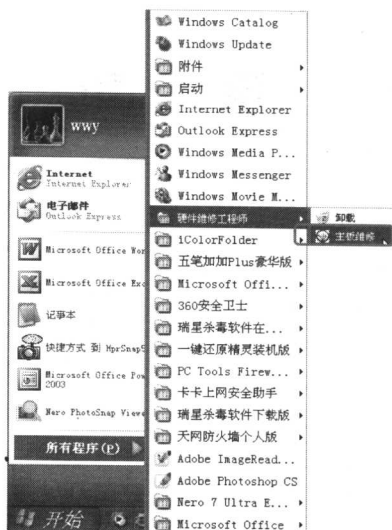 wwy
Internet
Internet Explorer
电子邮件
Outlook Express
Microsoft Office Wor
Microsoft Office Exc
记事本
快捷方式 到 HprSnap5
Microsoft Office Pow
2003
Nero PhotoSnap Viewe
所有程序(P)
开始
Windows Catalog
Windows Update
附件
启动
Internet Explorer
Outlook Express
Windows Media P...
Windows Messenger
Windows Movie M...
硬件维修工程师
iColorFolder
五笔加加Plus豪华版
Microsoft Offi...
360安全卫士
瑞星杀毒软件在...
一键还原精灵装机版
PC Tools Firew...
卡卡上网安全助手
瑞星杀毒软件下载版
天网防火墙个人版
Adobe ImageRead...
Adobe Photoshop CS
Nero 7 Ultra E...
Microsoft Office
卸载
主板维修